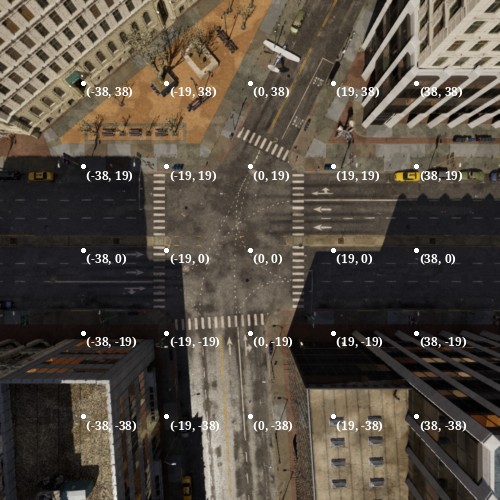 (-38, 38) (-19, 38) (0, 38) (19, 38) (38, 38)
(-38, 19) (-19, 19) (0, 19) (19, 19) (38, 19)
(-38, 0) (-19, 0) (0, 0) (19, 0) (38, 0)
(-38, -19) (-19, -19) (0, -19) (19, -19) (38, -19)
(-38, -38) (-19, -38) (0, -38) (19, -38) (38, -38)